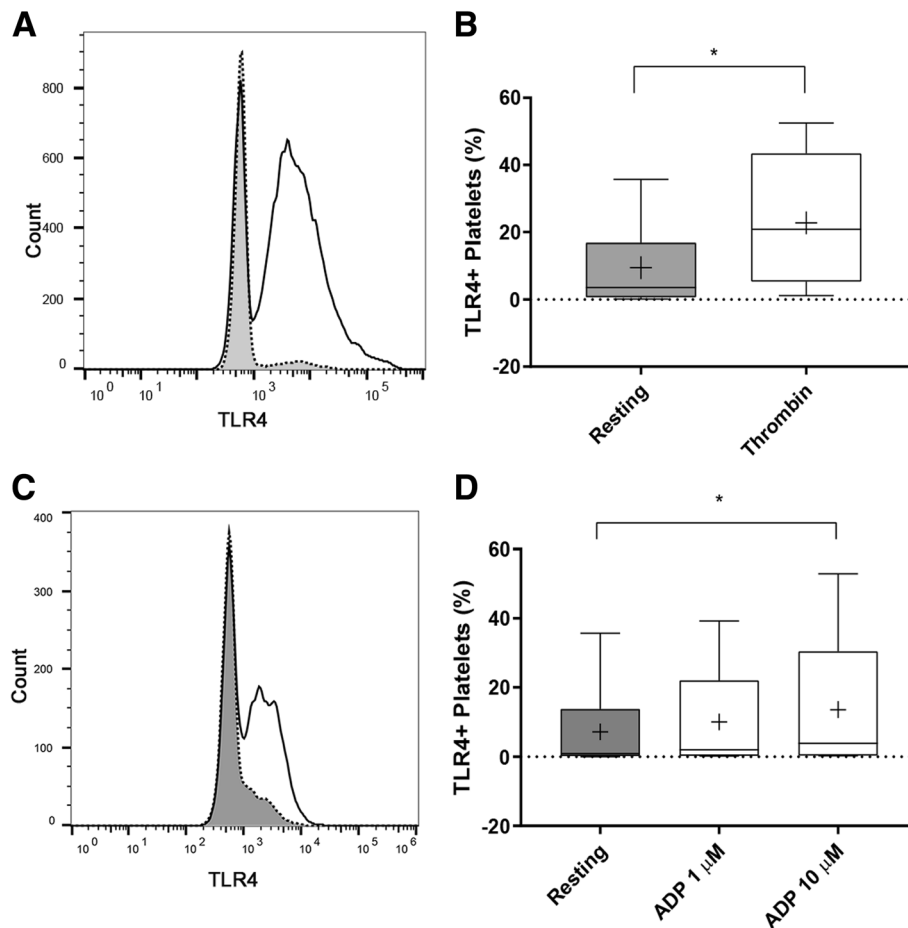 A
800
600
400
200
0
Count
10^0 10^1 10^3 10^5
TLR4
B
*
60
40
20
0
-20
TLR4+ Platelets (%)
Resting
Thrombin
C
400
300
200
100
0
Count
10^0 10^1 10^2 10^3 10^4 10^5 10^6
TLR4
D
*
60
40
20
0
-20
TLR4+ Platelets (%)
Resting
ADP 1 μM
ADP 10 μM